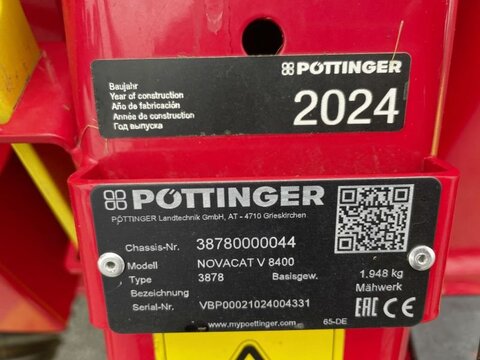 PÖTTINGER
Baujahr
Year of construction
Año de fabricación
Année de construction
Год выпуска
2024
PÖTTINGER
PÖTTINGER Landtechnik GmbH, AT - 4710 Grieskirchen
Chassis-Nr. 38780000044
Modell NOVACAT V 8400
Type 3878 Basisgew. 1.948 kg
Bezeichnung Mähwerk
Serial-Nr. VBP00021024004331
EAC CE
www.mypoettinger.com 65-DE